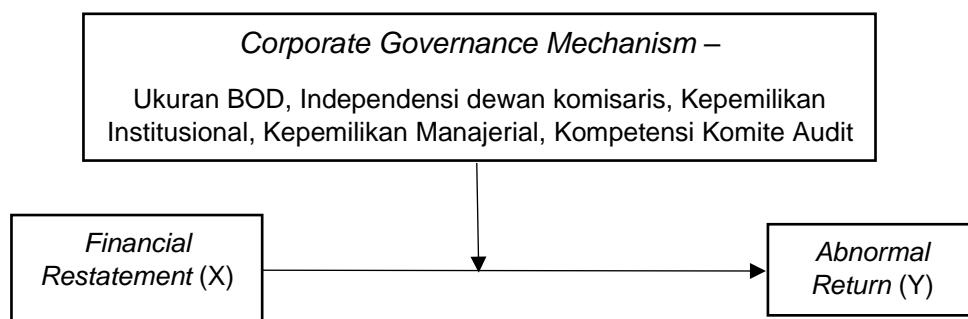 Corporate Governance Mechanism –
Ukuran BOD, Independensi dewan komisaris, Kepemilikan
Institusional, Kepemilikan Manajerial, Kompetensi Komite Audit
Financial
Restatement (X)
Abnormal
Return (Y)